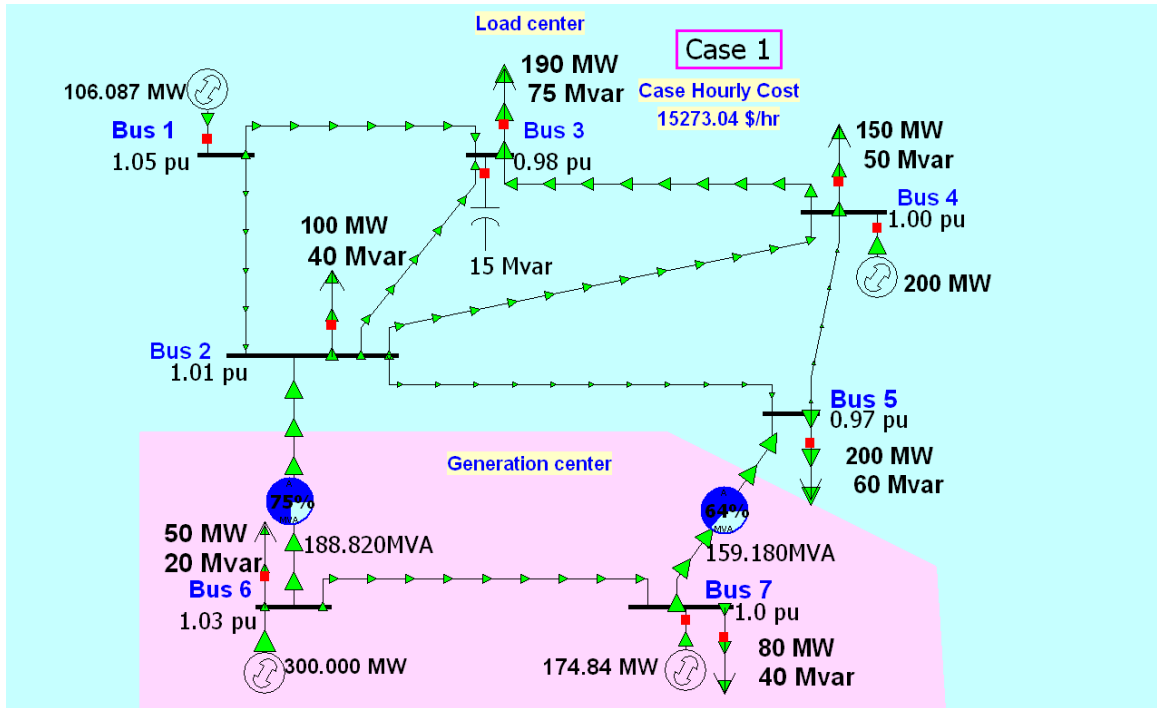 Load center
Case 1
190 MW
75 Mvar
Case Hourly Cost
15273.04 $/hr
106.087 MW
Bus 1
1.05 pu
Bus 3
0.98 pu
150 MW
50 Mvar
Bus 4
1.00 pu
100 MW
40 Mvar
15 Mvar
200 MW
Bus 2
1.01 pu
Bus 5
0.97 pu
Generation center
200 MW
60 Mvar
A
75%
MVA
A
64%
MVA
50 MW
20 Mvar
188.820MVA
159.180MVA
Bus 6
1.03 pu
Bus 7
1.0 pu
300.000 MW
174.84 MW
80 MW
40 Mvar